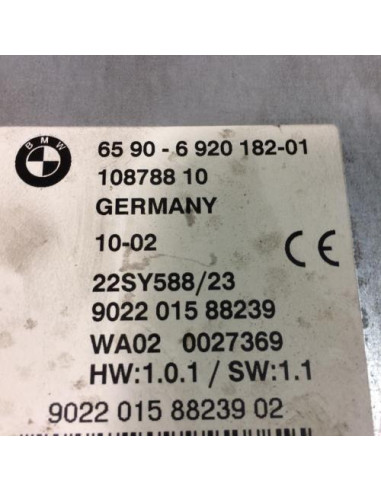 BMW
65 90 - 6 920 182-01
108788 10
GERMANY
10-02
CE
22SY588/23
9022 015 88239
WA02 0027369
HW:1.0.1 / SW:1.1
9022 015 88239 02